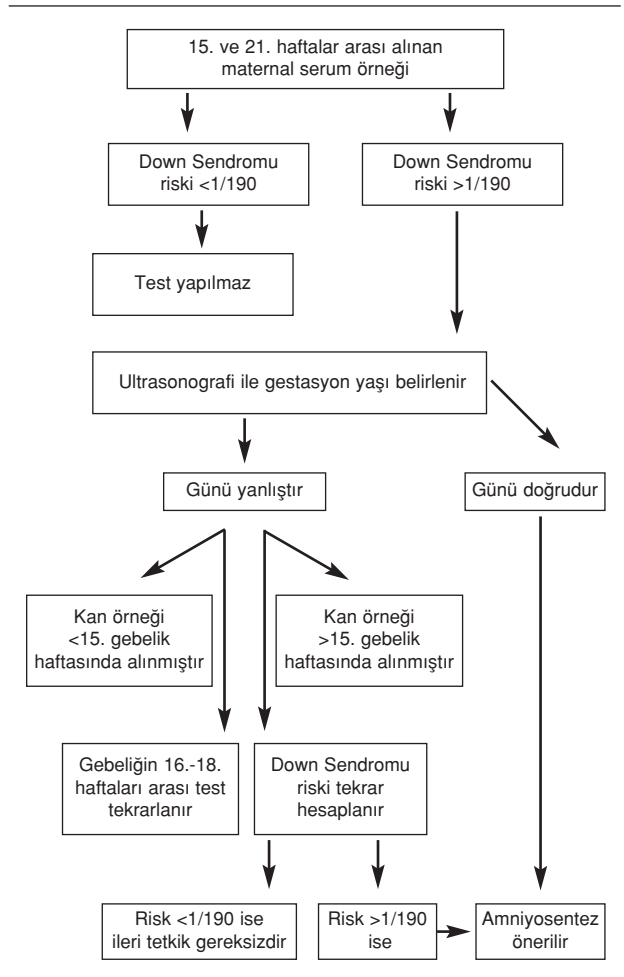 15. ve 21. haftalar arası alınan
maternal serum örneği
Down Sendromu
riski <1/190
Down Sendromu
riski >1/190
Test yapılmaz
Ultrasonografi ile gestasyon yaşı belirlenir
Günü yanlıştır
Günü doğrudur
Kan örneği
<15. gebelik
haftasında alınmıştır
Kan örneği
>15. gebelik
haftasında alınmıştır
Gebeliğin 16.-18.
haftaları arası test
tekrarlanır
Down Sendromu
riski tekrar
hesaplanır
Risk <1/190 ise
ileri tetkik gereksizdir
Risk >1/190
ise
Amniyosentez
önerilir